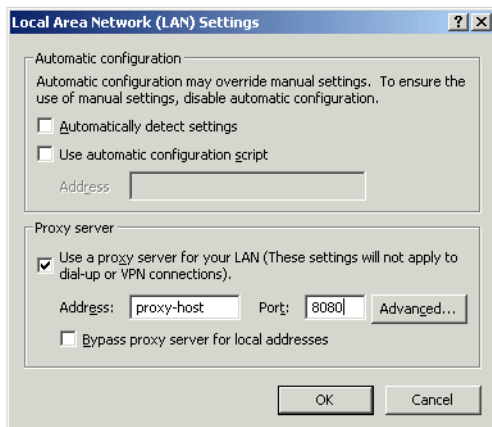 Local Area Network (LAN) Settings
Automatic configuration
Automatic configuration may override manual settings.  To ensure the
use of manual settings, disable automatic configuration.
Automatically detect settings
Use automatic configuration script
Address
Proxy server
Use a proxy server for your LAN (These settings will not apply to
dial-up or VPN connections).
Address: proxy-host Port: 8080 Advanced...
Bypass proxy server for local addresses
OK Cancel